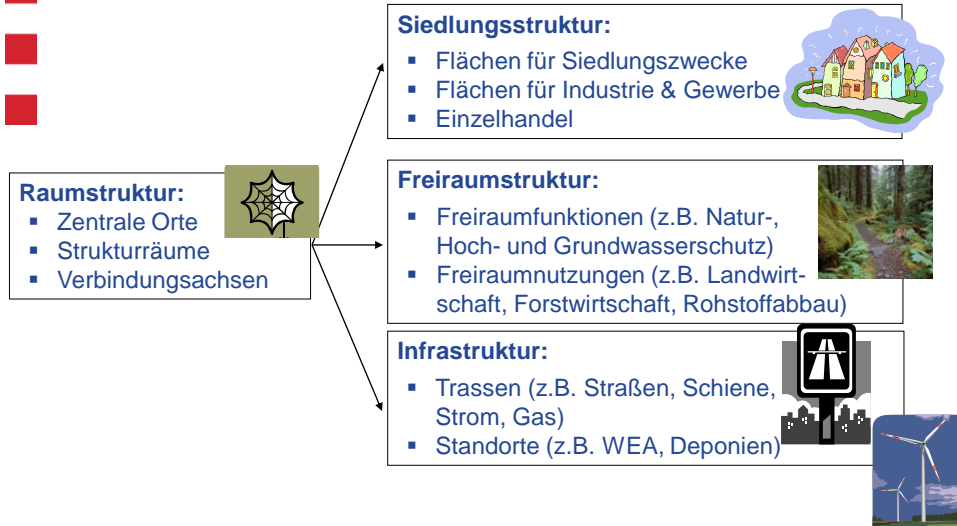 Siedlungsstruktur:
▪ Flächen für Siedlungszwecke
▪ Flächen für Industrie & Gewerbe
▪ Einzelhandel
Raumstruktur:
▪ Zentrale Orte
▪ Strukturräume
▪ Verbindungsachsen
Freiraumstruktur:
▪ Freiraumfunktionen (z.B. Natur-,
Hoch- und Grundwasserschutz)
▪ Freiraumnutzungen (z.B. Landwirt-
schaft, Forstwirtschaft, Rohstoffabbau)
Infrastruktur:
▪ Trassen (z.B. Straßen, Schiene,
Strom, Gas)
▪ Standorte (z.B. WEA, Deponien)